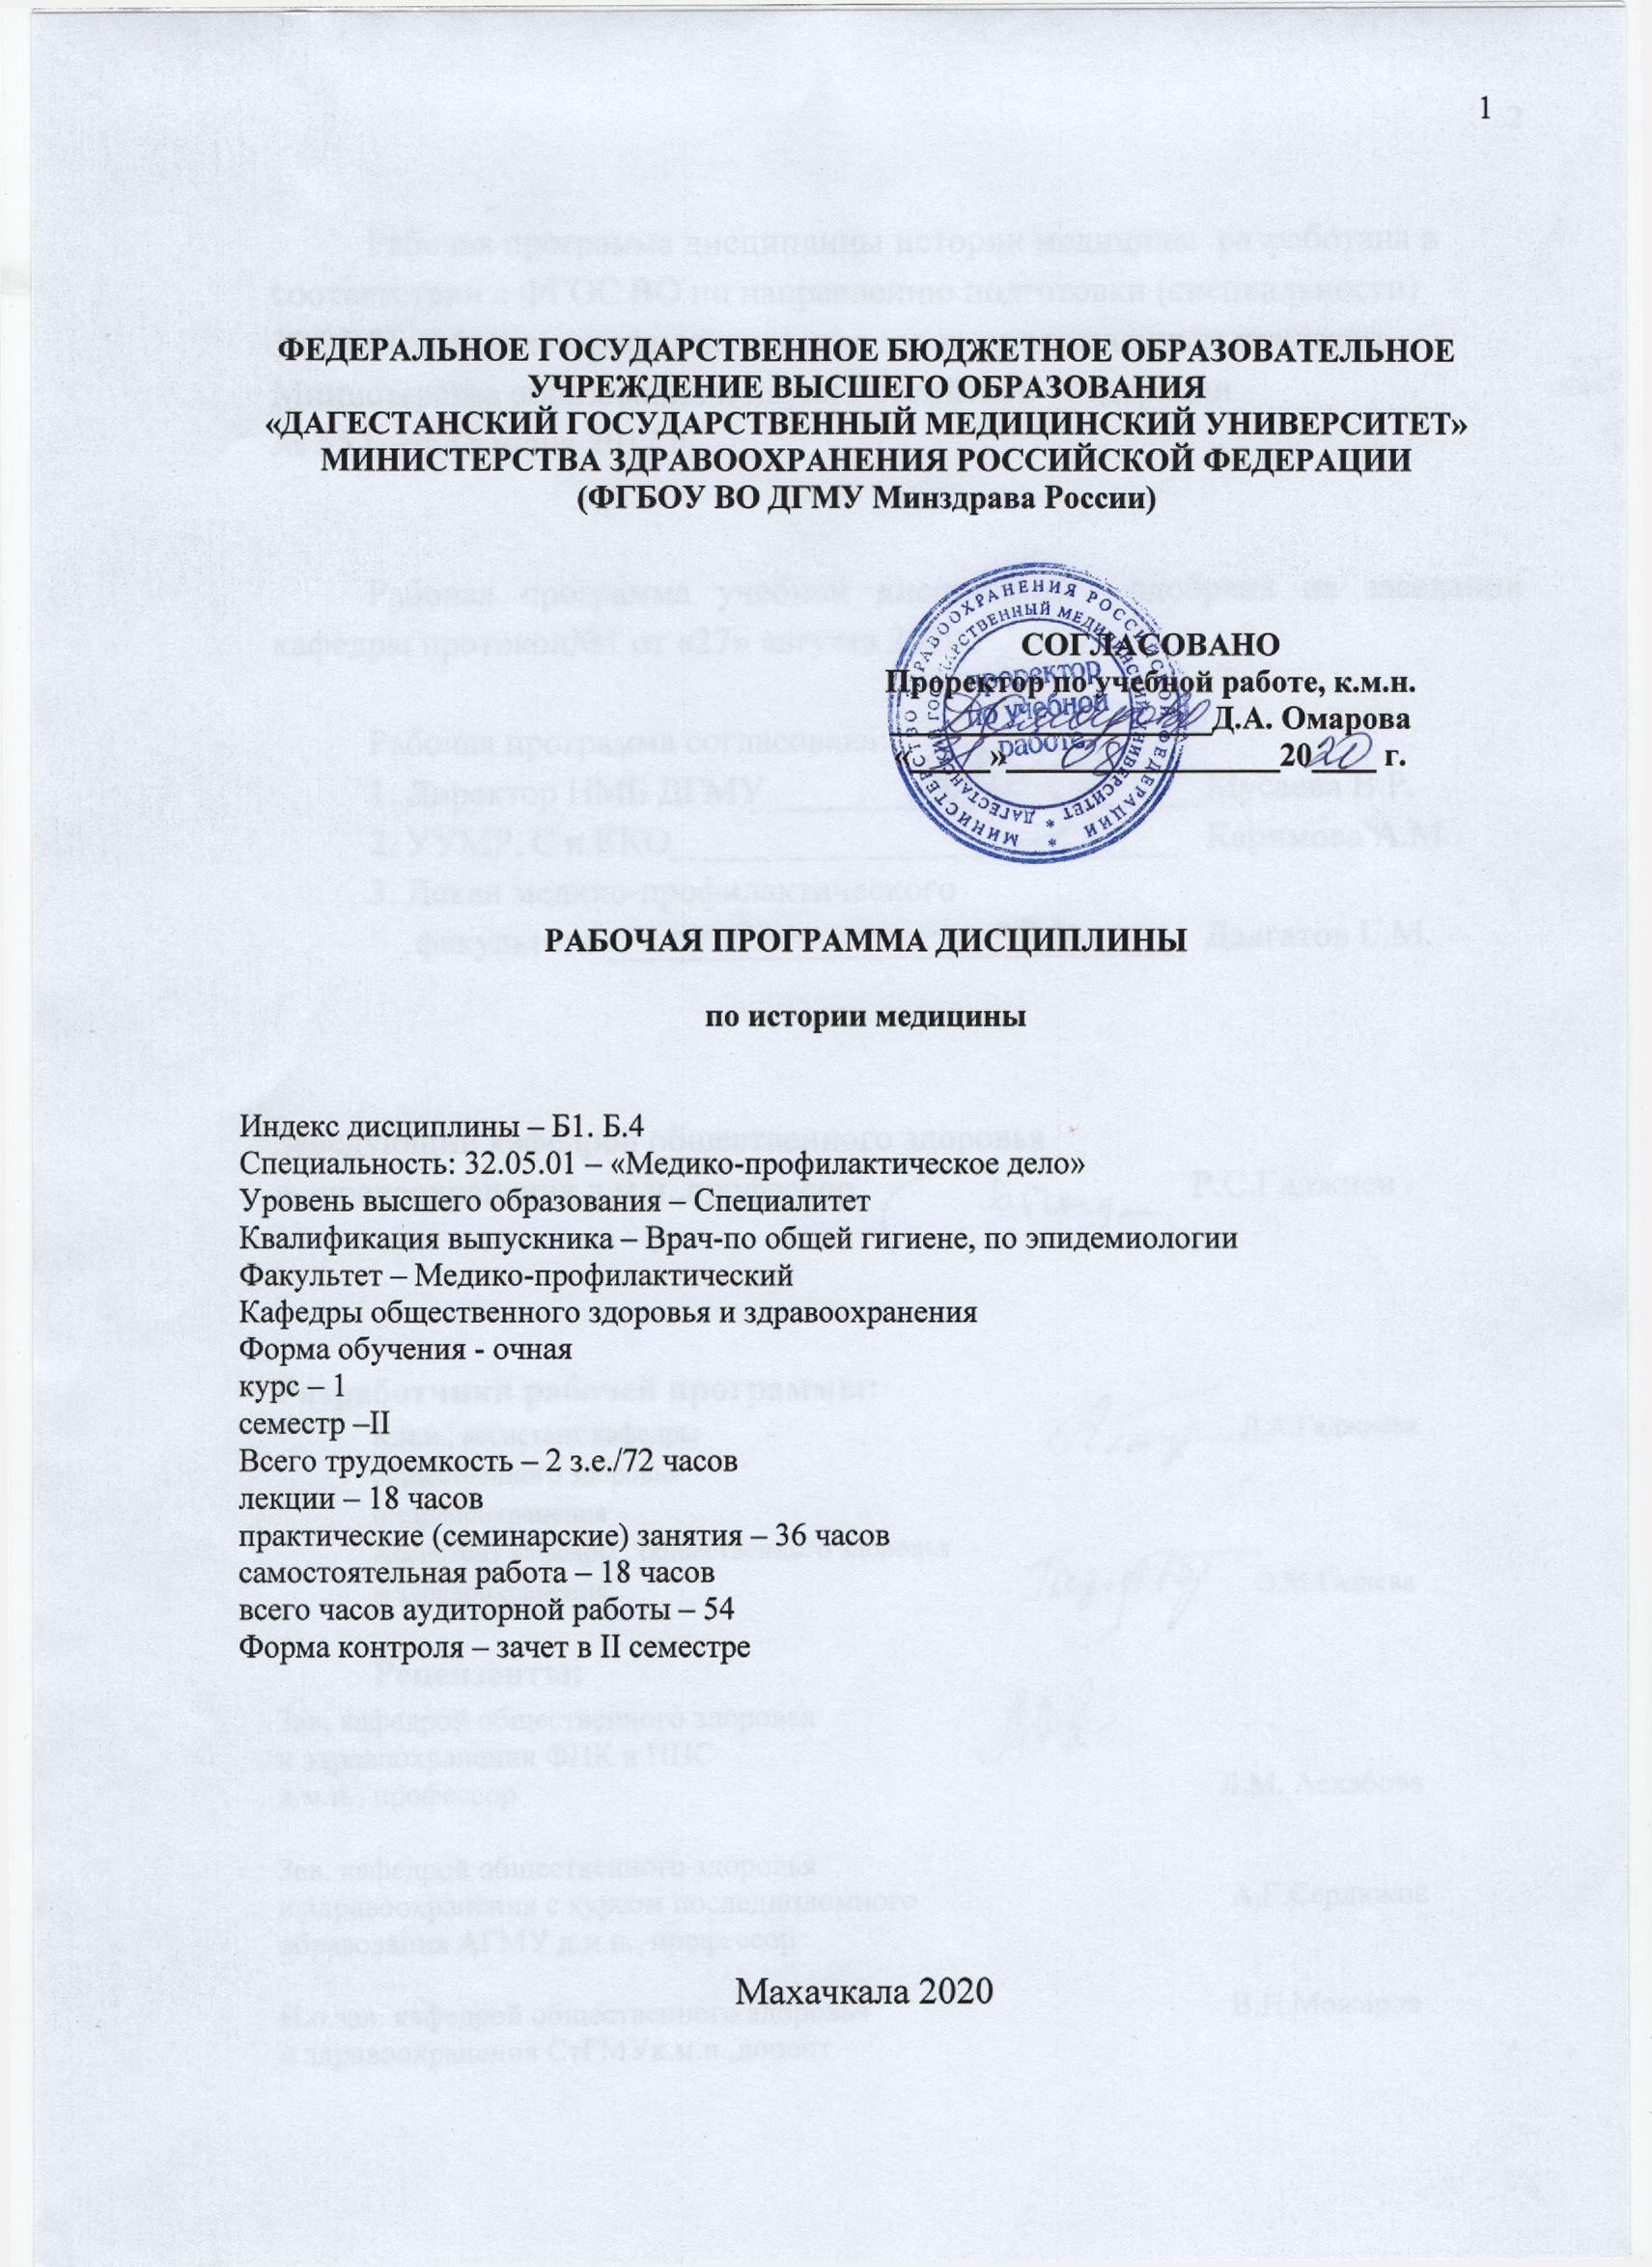 1
ФЕДЕРАЛЬНОЕ ГОСУДАРСТВЕННОЕ БЮДЖЕТНОЕ ОБРАЗОВАТЕЛЬНОЕ
УЧРЕЖДЕНИЕ ВЫСШЕГО ОБРАЗОВАНИЯ
«ДАГЕСТАНСКИЙ ГОСУДАРСТВЕННЫЙ МЕДИЦИНСКИЙ УНИВЕРСИТЕТ»
МИНИСТЕРСТВА ЗДРАВООХРАНЕНИЯ РОССИЙСКОЙ ФЕДЕРАЦИИ
(ФГБОУ ВО ДГМУ Минздрава России)
СОГЛАСОВАНО
Проректор по учебной работе, к.м.н.
Д.А. Омарова
« » 08 2020 г.
проректор
по учебной
работе
РАБОЧАЯ ПРОГРАММА ДИСЦИПЛИНЫ
по истории медицины
Индекс дисциплины – Б1. Б.4
Специальность: 32.05.01 – «Медико-профилактическое дело»
Уровень высшего образования – Специалитет
Квалификация выпускника – Врач-по общей гигиене, по эпидемиологии
Факультет – Медико-профилактический
Кафедры общественного здоровья и здравоохранения
Форма обучения - очная
курс – 1
семестр –II
Всего трудоемкость – 2 з.е./72 часов
лекции – 18 часов
практические (семинарские) занятия – 36 часов
самостоятельная работа – 18 часов
всего часов аудиторной работы – 54
Форма контроля – зачет в II семестре
Махачкала 2020